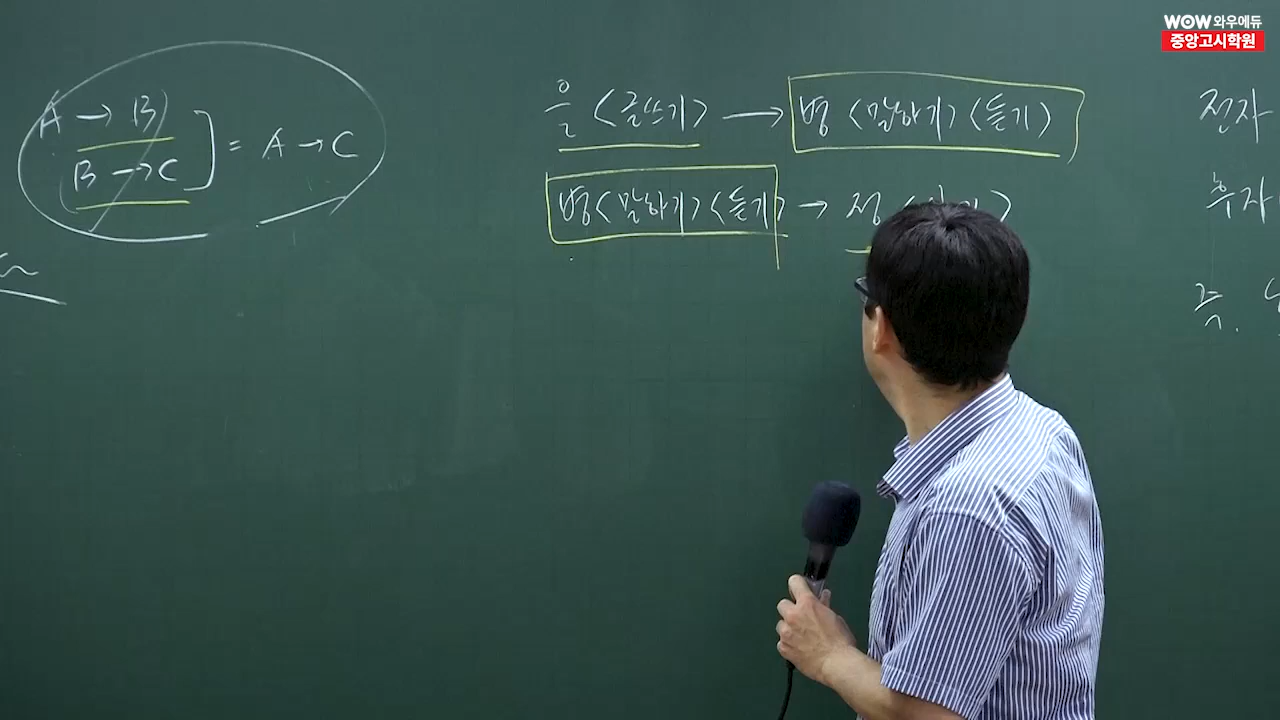 WOW 와우에듀
중앙고시학원
A → B
B → C ] = A → C
을 <글쓰기> → 병 <말하기> <듣기>
병 <말하기> <듣기> → 정
전자
후자
즉.